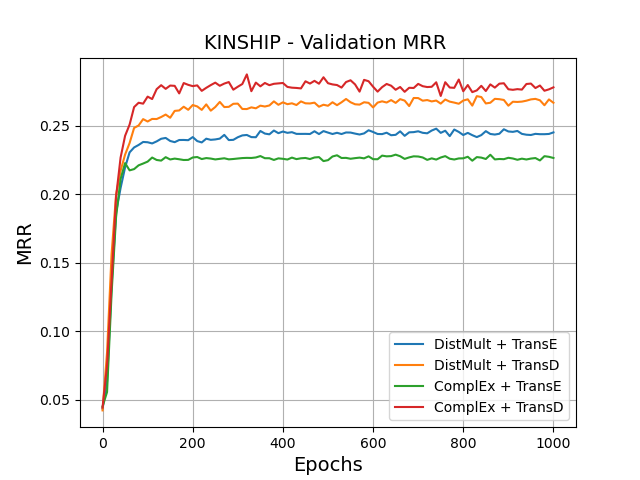 KINSHIP - Validation MRR
MRR
0.25
0.20
0.15
0.10
0.05
0
200
400
600
800
1000
Epochs
DistMult + TransE
DistMult + TransD
ComplEx + TransE
ComplEx + TransD